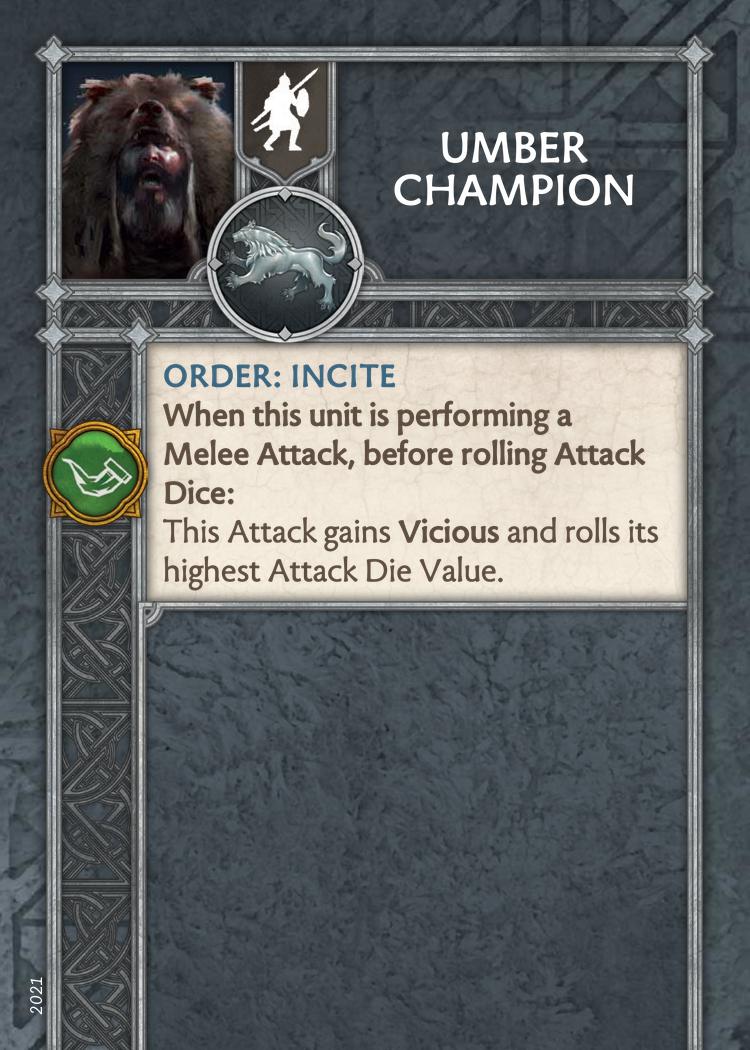 UMBER
CHAMPION
ORDER: INCITE
When this unit is performing a
Melee Attack, before rolling Attack
Dice:
This Attack gains Vicious and rolls its
highest Attack Die Value.
2021